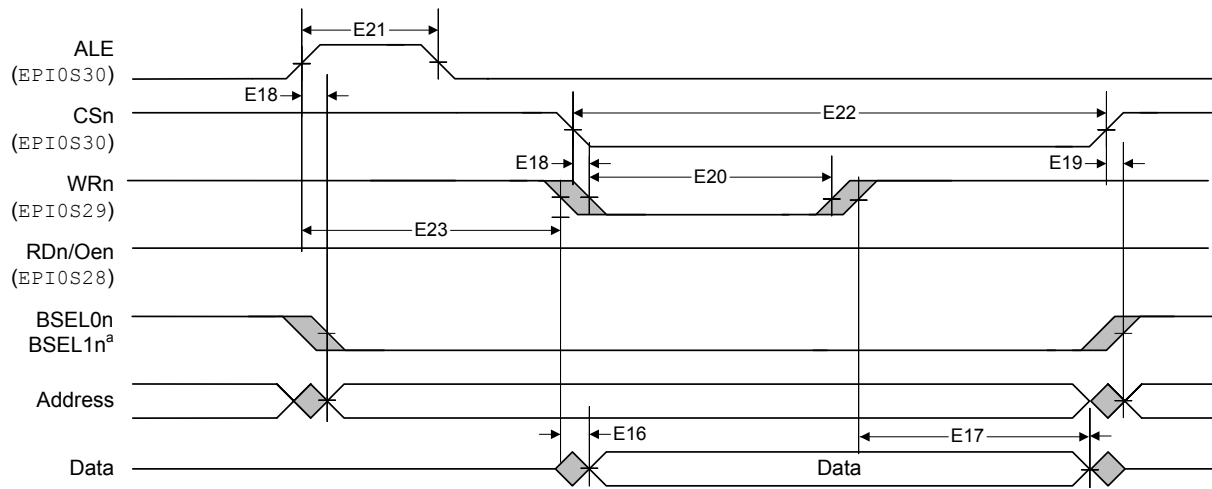 E21
ALE
(EPI0S30)
E18
CSn
E22
(EPI0S30)
E18
E19
WRn
E20
(EPI0S29)
E23
RDn/Oen
(EPI0S28)
BSEL0n
BSEL1nª
Address
E16
E17
Data
Data